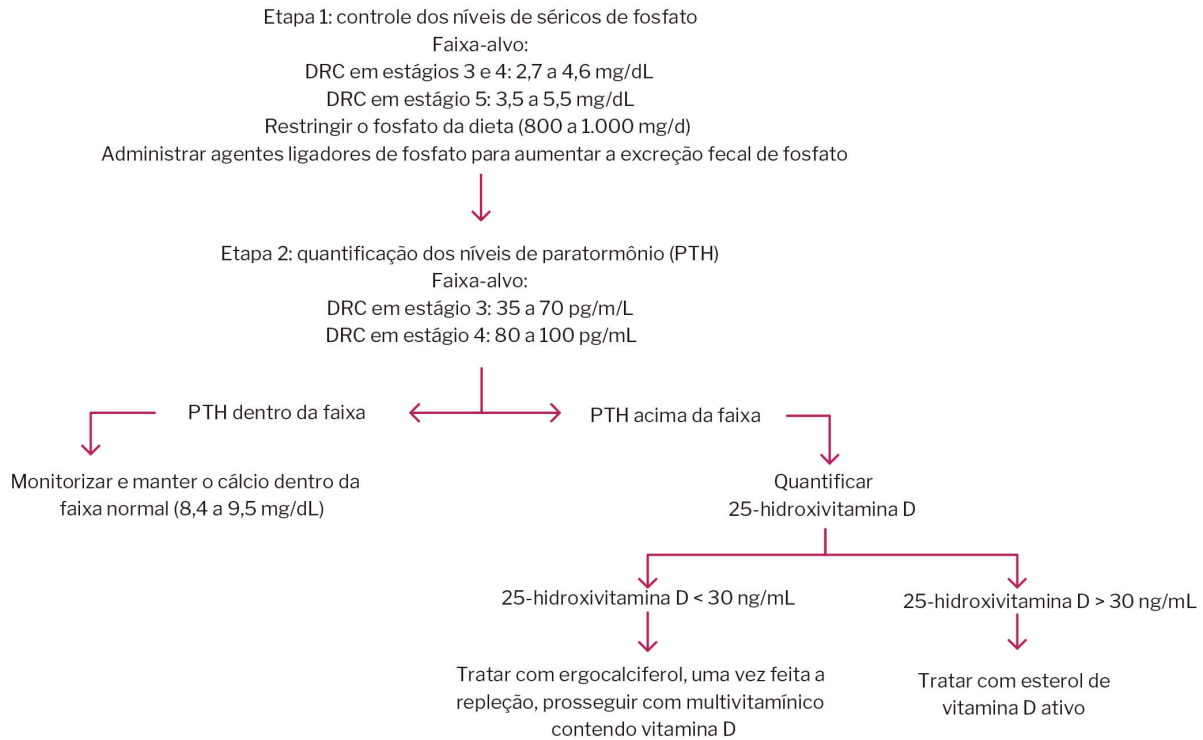 Etapa 1: controle dos níveis de séricos de fosfato
Faixa-alvo:
DRC em estágios 3 e 4: 2,7 a 4,6 mg/dL
DRC em estágio 5: 3,5 a 5,5 mg/dL
Restringir o fosfato da dieta (800 a 1.000 mg/d)
Administrar agentes ligadores de fosfato para aumentar a excreção fecal de fosfato
Etapa 2: quantificação dos níveis de paratormônio (PTH)
Faixa-alvo:
DRC em estágio 3: 35 a 70 pg/m/L
DRC em estágio 4: 80 a 100 pg/mL
PTH dentro da faixa
PTH acima da faixa
Monitorizar e manter o cálcio dentro da
faixa normal (8,4 a 9,5 mg/dL)
Quantificar
25-hidroxivitamina D
25-hidroxivitamina D < 30 ng/mL
25-hidroxivitamina D > 30 ng/mL
Tratar com ergocalciferol, uma vez feita a
repleção, prosseguir com multivitamínico
contendo vitamina D
Tratar com esterol de
vitamina D ativo